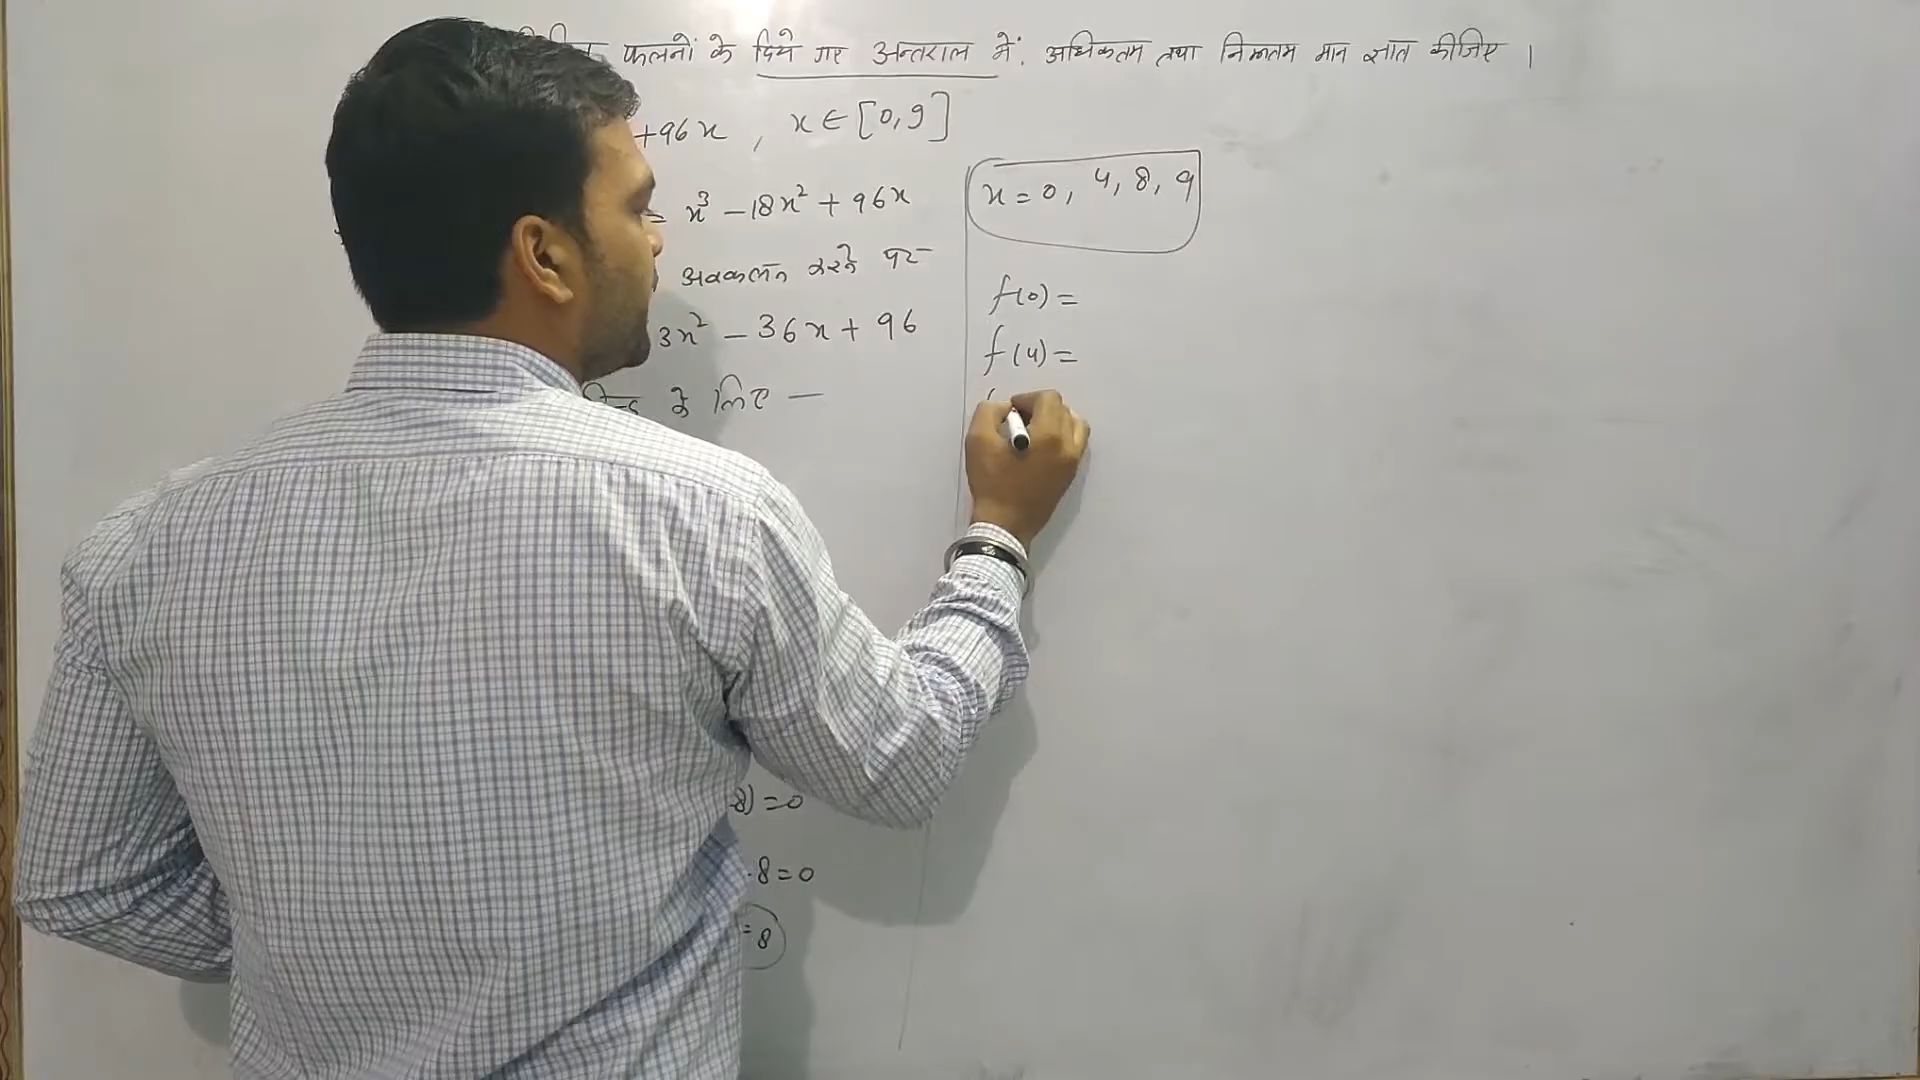 फलनों के दिये गए अन्तराल में. अधिकतम तथा निम्नतम मान ज्ञात कीजिए ।
+96x , x ∈ [0,9]
= x³ - 18x² + 96x
अवकलन करने पर -
3x² - 36x + 96
के लिए -
8) = 0
8 = 0
= 8
x = 0, 4, 8, 9
f(0) =
f(4) =